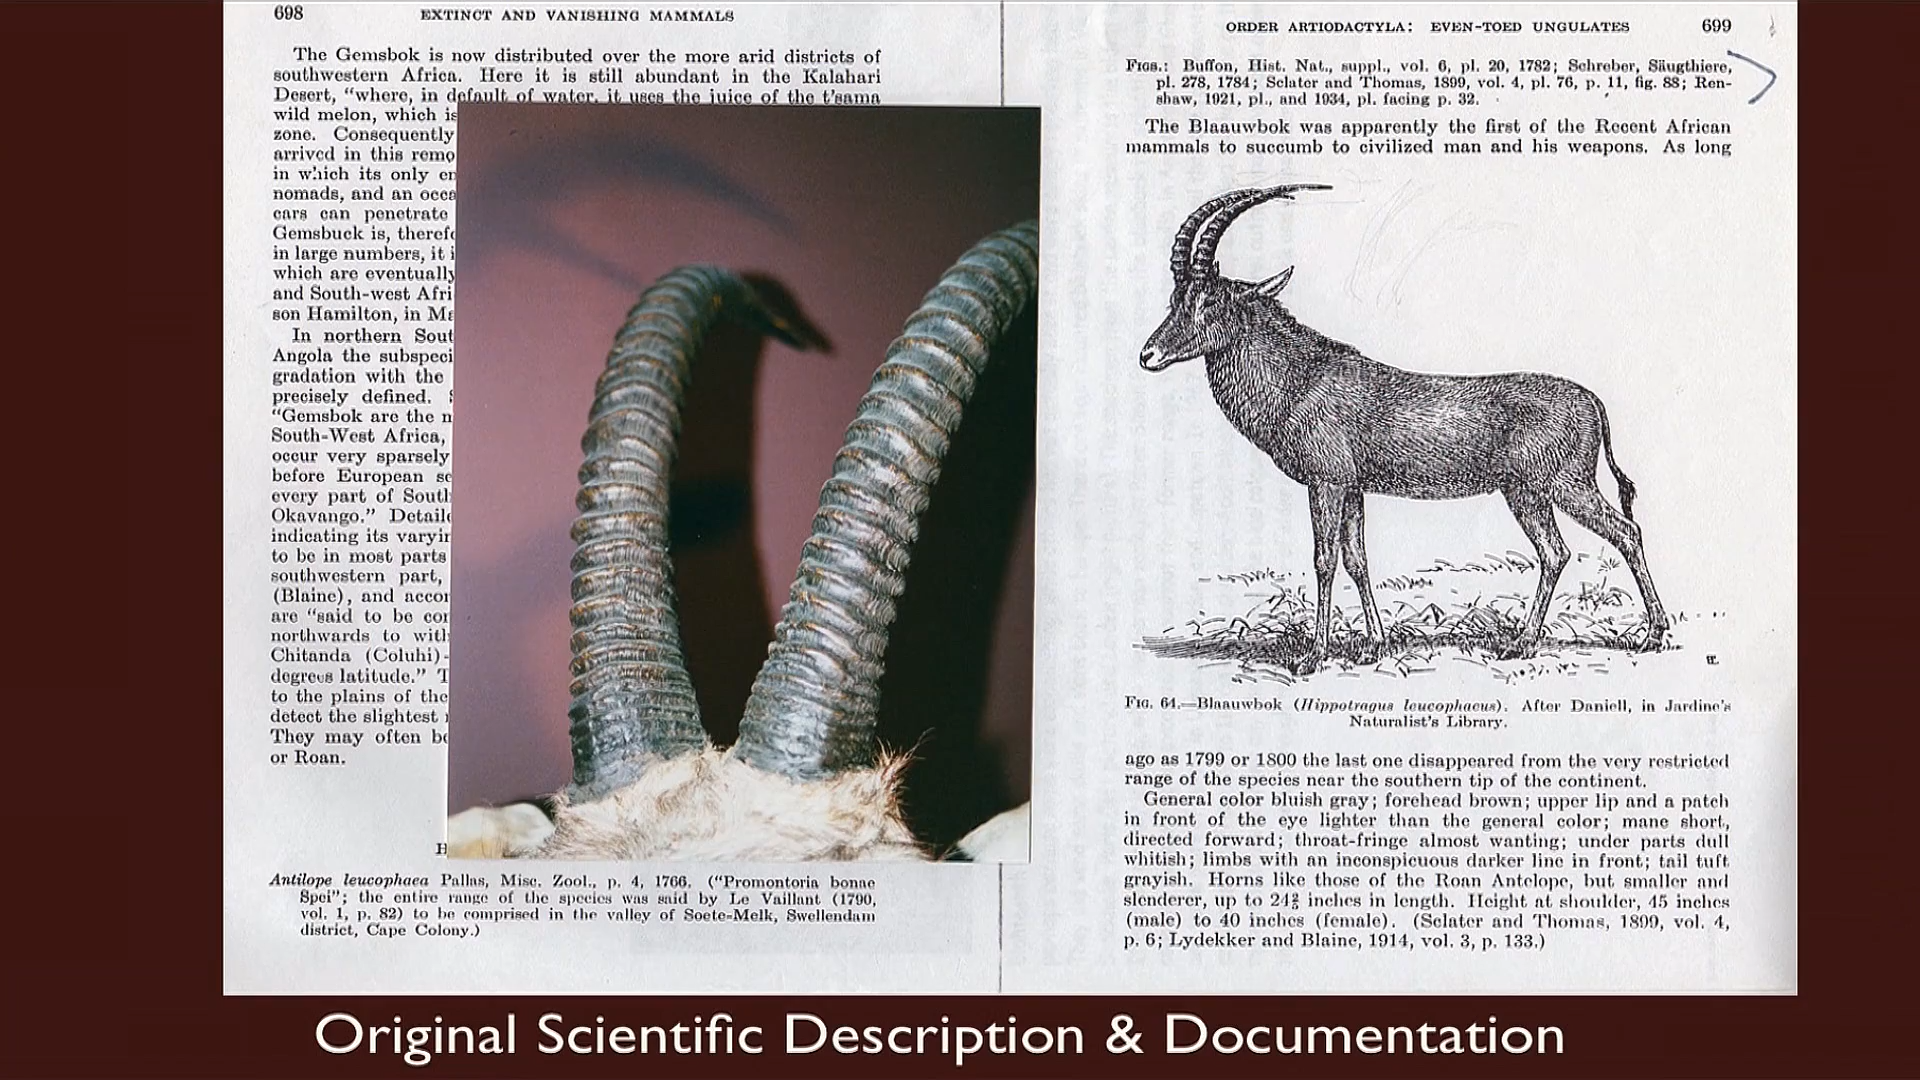 698 EXTINCT AND VANISHING MAMMALS
The Gemsbok is now distributed over the more arid districts of
southwestern Africa. Here it is still abundant in the Kalahari
Desert, “where, in default of water, it uses the juice of the t'sama
wild melon, which is
zone. Consequently
arrived in this remo
in which its only en
nomads, and an occa
cars can penetrate
Gemsbuck is, therefo
in large numbers, it i
which are eventually
and South-west Afri
son Hamilton, in Ma
In northern Sout
Angola the subspeci
gradation with the
precisely defined.
“Gemsbok are the m
South-West Africa,
occur very sparsely
before European se
every part of South
Okavango.” Detaile
indicating its varyin
to be in most parts
southwestern part,
(Blaine), and accor
are “said to be con
northwards to with
Chitanda (Coluhi)-
degrees latitude.” T
to the plains of the
detect the slightest
They may often be
or Roan.
H
Antilope leucophaea Pallas, Misc. Zool., p. 4, 1766. (“Promontoria bonae
Spei”; the entire range of the species was said by Le Vaillant (1790,
vol. 1, p. 82) to be comprised in the valley of Soete-Melk, Swellendam
district, Cape Colony.)
ORDER ARTIODACTYLA: EVEN-TOED UNGULATES 699
FIGS.: Buffon, Hist. Nat., suppl., vol. 6, pl. 20, 1782; Schreber, Säugthiere,
pl. 278, 1784; Sclater and Thomas, 1899, vol. 4, pl. 76, p. 11, fig. 88; Ren-
shaw, 1921, pl., and 1934, pl. facing p. 32.
The Blaauwbok was apparently the first of the Recent African
mammals to succumb to civilized man and his weapons. As long
FIG. 64.—Blaauwbok (Hippotragus leucophaeus). After Daniell, in Jardine's
Naturalist's Library.
ago as 1799 or 1800 the last one disappeared from the very restricted
range of the species near the southern tip of the continent.
General color bluish gray; forehead brown; upper lip and a patch
in front of the eye lighter than the general color; mane short,
directed forward; throat-fringe almost wanting; under parts dull
whitish; limbs with an inconspicuous darker line in front; tail tuft
grayish. Horns like those of the Roan Antelope, but smaller and
slenderer, up to 24⅜ inches in length. Height at shoulder, 45 inches
(male) to 40 inches (female). (Sclater and Thomas, 1899, vol. 4,
p. 6; Lydekker and Blaine, 1914, vol. 3, p. 133.)
Original Scientific Description & Documentation